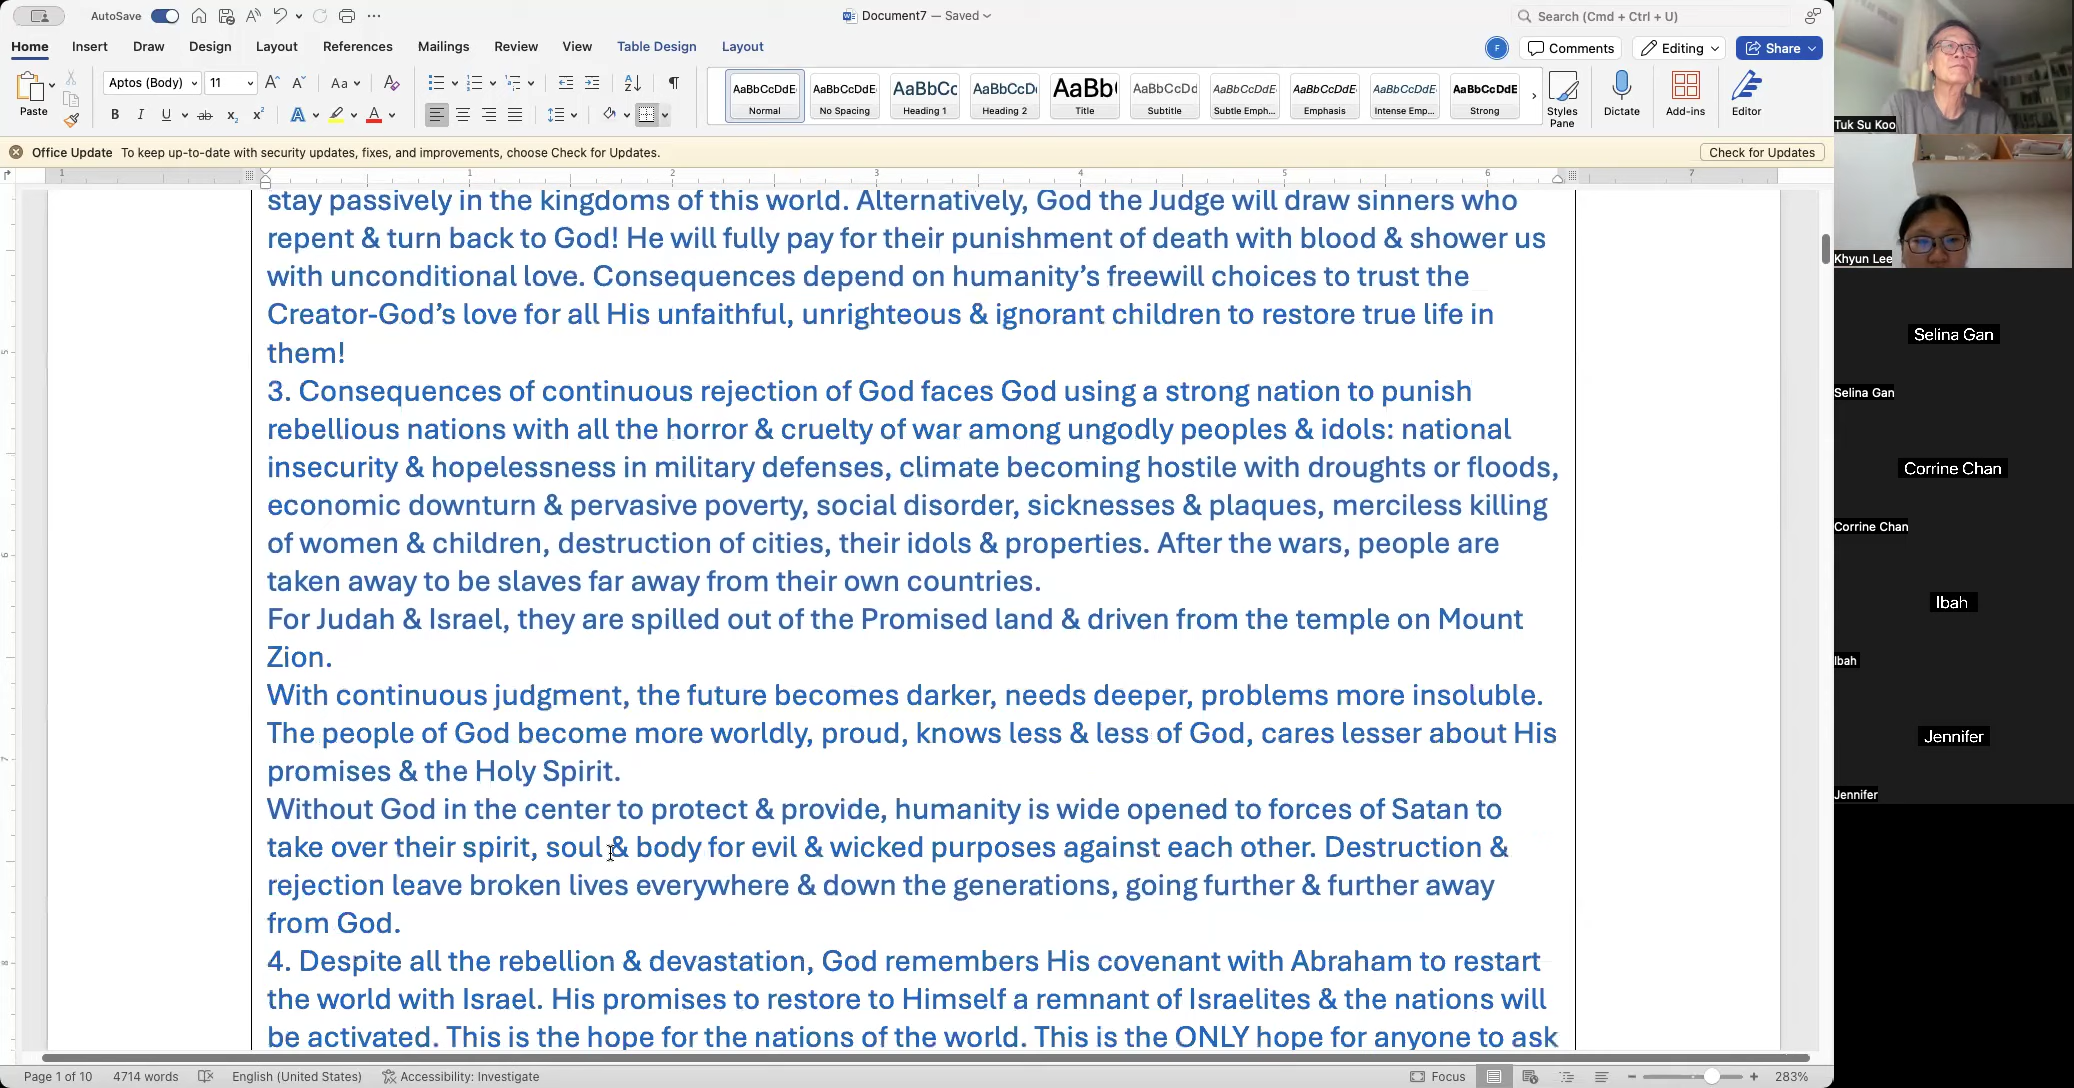 AutoSave
Document7 — Saved
Search (Cmd + Ctrl + U)
Home Insert Draw Design Layout References Mailings Review View Table Design Layout
F Comments Editing Share
Paste
Aptos (Body) 11
AaBbCcDdE AaBbCcDdE AaBbCc AaBbCcD AaBb( AaBbCcDd AaBbCcDdE AaBbCcDdE AaBbCcDdE AaBbCcDdE
Normal No Spacing Heading 1 Heading 2 Title Subtitle Subtle Emph... Emphasis Intense Emp... Strong
Styles Pane
Dictate
Add-ins
Editor
Office Update To keep up-to-date with security updates, fixes, and improvements, choose Check for Updates.
Check for Updates
1 1 2 3 4 5 6 7
stay passively in the kingdoms of this world. Alternatively, God the Judge will draw sinners who
repent & turn back to God! He will fully pay for their punishment of death with blood & shower us
with unconditional love. Consequences depend on humanity’s freewill choices to trust the
Creator-God’s love for all His unfaithful, unrighteous & ignorant children to restore true life in
them!
3. Consequences of continuous rejection of God faces God using a strong nation to punish
rebellious nations with all the horror & cruelty of war among ungodly peoples & idols: national
insecurity & hopelessness in military defenses, climate becoming hostile with droughts or floods,
economic downturn & pervasive poverty, social disorder, sicknesses & plaques, merciless killing
of women & children, destruction of cities, their idols & properties. After the wars, people are
taken away to be slaves far away from their own countries.
For Judah & Israel, they are spilled out of the Promised land & driven from the temple on Mount
Zion.
With continuous judgment, the future becomes darker, needs deeper, problems more insoluble.
The people of God become more worldly, proud, knows less & less of God, cares lesser about His
promises & the Holy Spirit.
Without God in the center to protect & provide, humanity is wide opened to forces of Satan to
take over their spirit, soul & body for evil & wicked purposes against each other. Destruction &
rejection leave broken lives everywhere & down the generations, going further & further away
from God.
4. Despite all the rebellion & devastation, God remembers His covenant with Abraham to restart
the world with Israel. His promises to restore to Himself a remnant of Israelites & the nations will
be activated. This is the hope for the nations of the world. This is the ONLY hope for anyone to ask
Page 1 of 10 4714 words English (United States) Accessibility: Investigate
Focus 283%
Tuk Su Koo
Khyun Lee
Selina Gan
Selina Gan
Corrine Chan
Corrine Chan
Ibah
Ibah
Jennifer
Jennifer